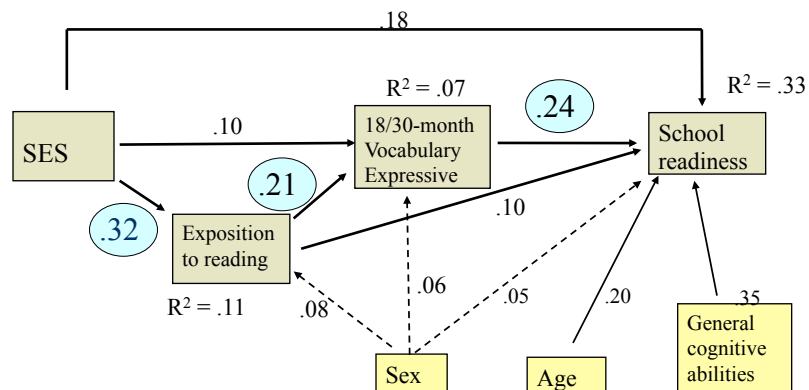 .18
R² = .07
R² = .33
SES
.10
18/30-month
Vocabulary
Expressive
.24
School
readiness
.21
.32
Exposition
to reading
.10
R² = .11
.08
.06
.05
.20
.35
Sex
Age
General
cognitive
abilities